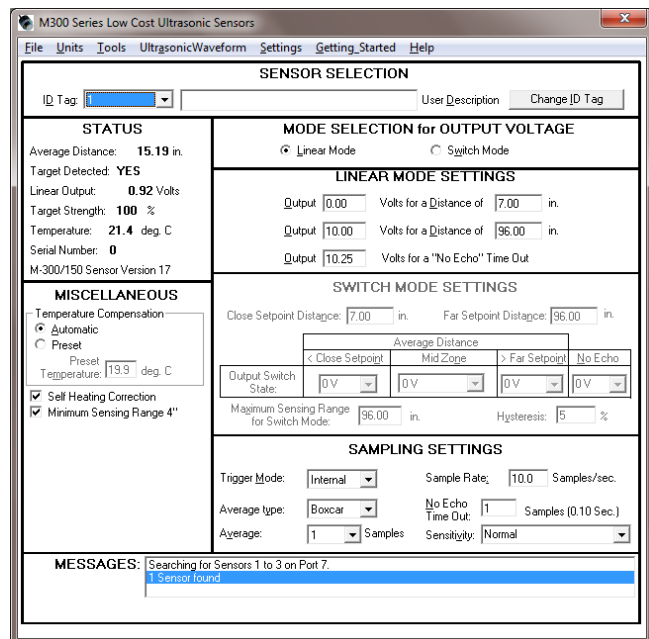 M300 Series Low Cost Ultrasonic Sensors
File Units Tools UltrasonicWaveform Settings Getting_Started Help
SENSOR SELECTION
ID Tag: 1 User Description Change ID Tag
STATUS
Average Distance: 15.19 in.
Target Detected: YES
Linear Output: 0.92 Volts
Target Strength: 100 %
Temperature: 21.4 deg. C
Serial Number: 0
M-300/150 Sensor Version 17
MISCELLANEOUS
Temperature Compensation
Automatic
Preset
Preset
Temperature: 19.9 deg. C
Self Heating Correction
Minimum Sensing Range 4"
MODE SELECTION for OUTPUT VOLTAGE
Linear Mode Switch Mode
LINEAR MODE SETTINGS
Output 0.00 Volts for a Distance of 7.00 in.
Output 10.00 Volts for a Distance of 96.00 in.
Output 10.25 Volts for a "No Echo" Time Out
SWITCH MODE SETTINGS
Close Setpoint Distance: 7.00 in. Far Setpoint Distance: 96.00 in.
Average Distance
< Close Setpoint Mid Zone > Far Setpoint No Echo
Output Switch
State: 0 V 0 V 0 V 0 V
Maximum Sensing Range
for Switch Mode: 96.00 in. Hysteresis: 5 %
SAMPLING SETTINGS
Trigger Mode: Internal Sample Rate: 10.0 Samples/sec.
Average type: Boxcar No Echo
Time Out: 1 Samples (0.10 Sec.)
Average: 1 Samples Sensitivity: Normal
MESSAGES: Searching for Sensors 1 to 3 on Port 7.
1 Sensor found